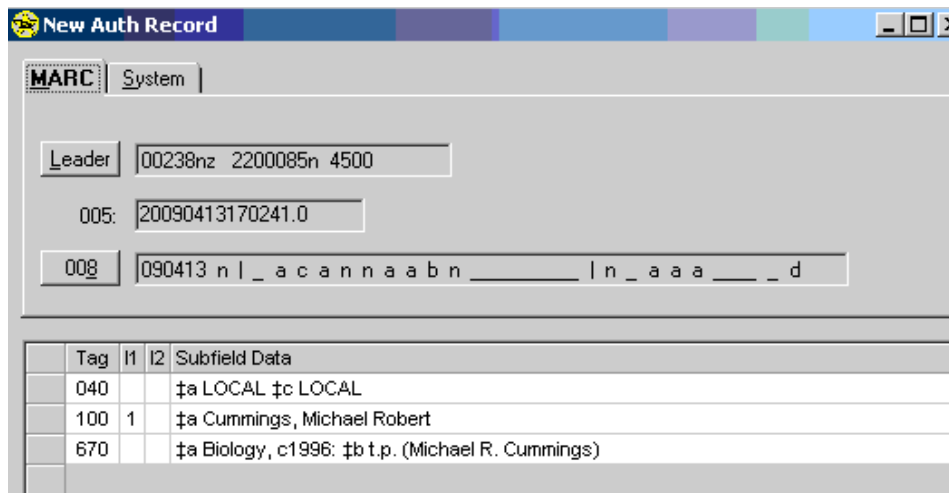 New Auth Record
MARC System
Leader 00238nz 2200085n 4500
005: 20090413170241.0
008 090413 n | _ a c a n n a a b n __________ | n _ a a a ____ _ d
Tag I1 I2 Subfield Data
040 ‡a LOCAL ‡c LOCAL
100 1 ‡a Cummings, Michael Robert
670 ‡a Biology, c1996: ‡b t.p. (Michael R. Cummings)